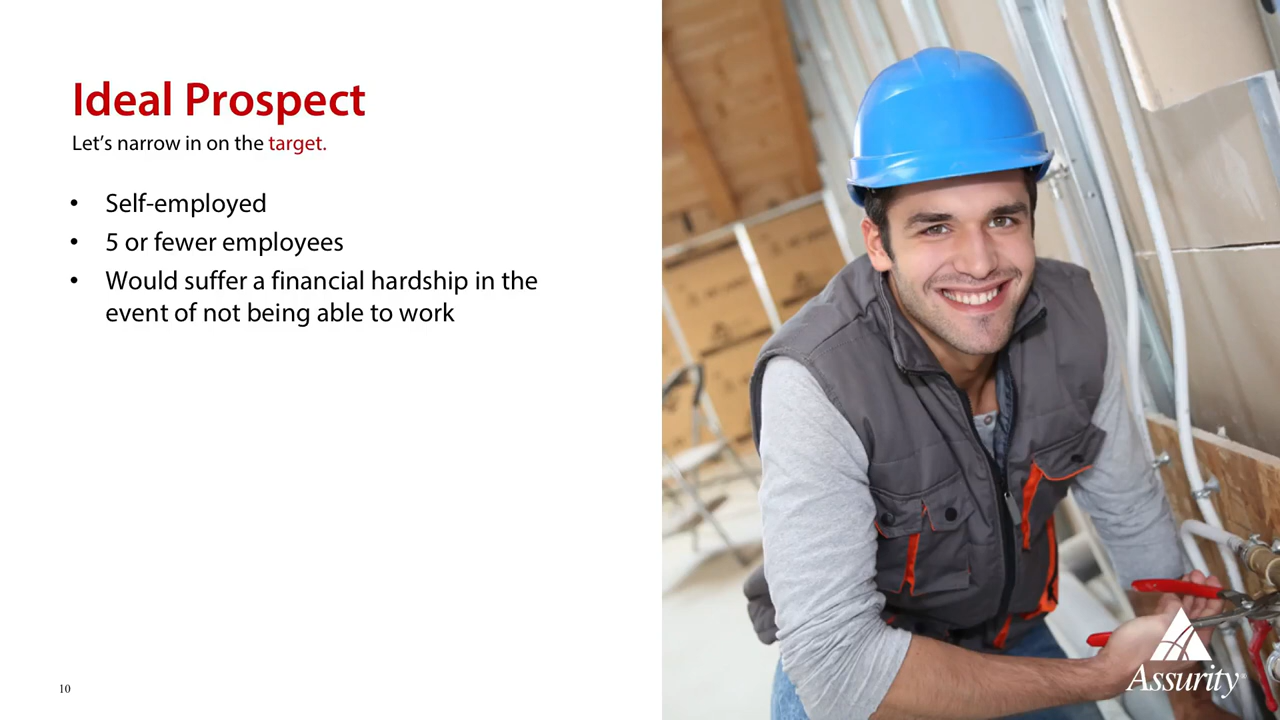 Ideal Prospect
Let’s narrow in on the target.
• Self-employed
• 5 or fewer employees
• Would suffer a financial hardship in the
event of not being able to work
10
Assurity®